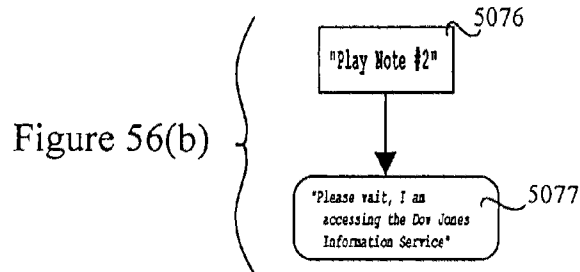 5076
"Play Note #2"
Figure 56(b)
"Please wait, I am
accessing the Dow Jones
Information Service"
5077